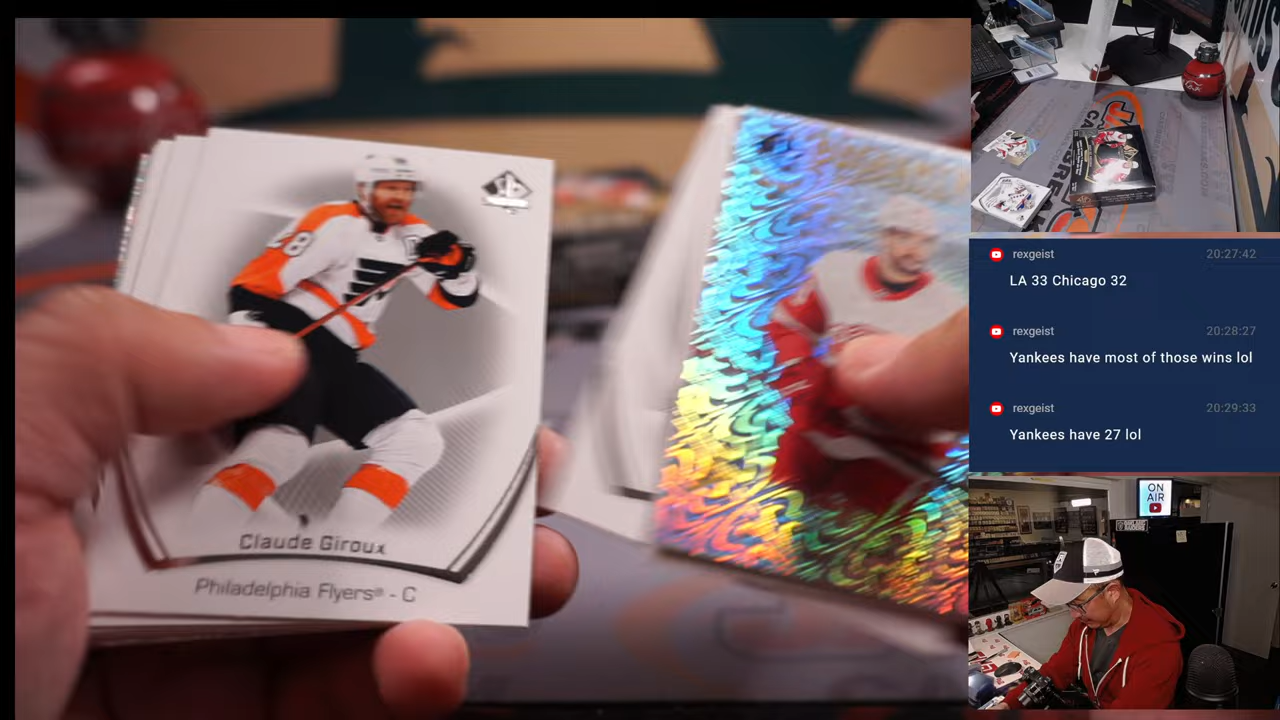 Claude Giroux
Philadelphia Flyers® - C
rexgeist 20:27:42
LA 33 Chicago 32
rexgeist 20:28:27
Yankees have most of those wins lol
rexgeist 20:29:33
Yankees have 27 lol
ON
AIR